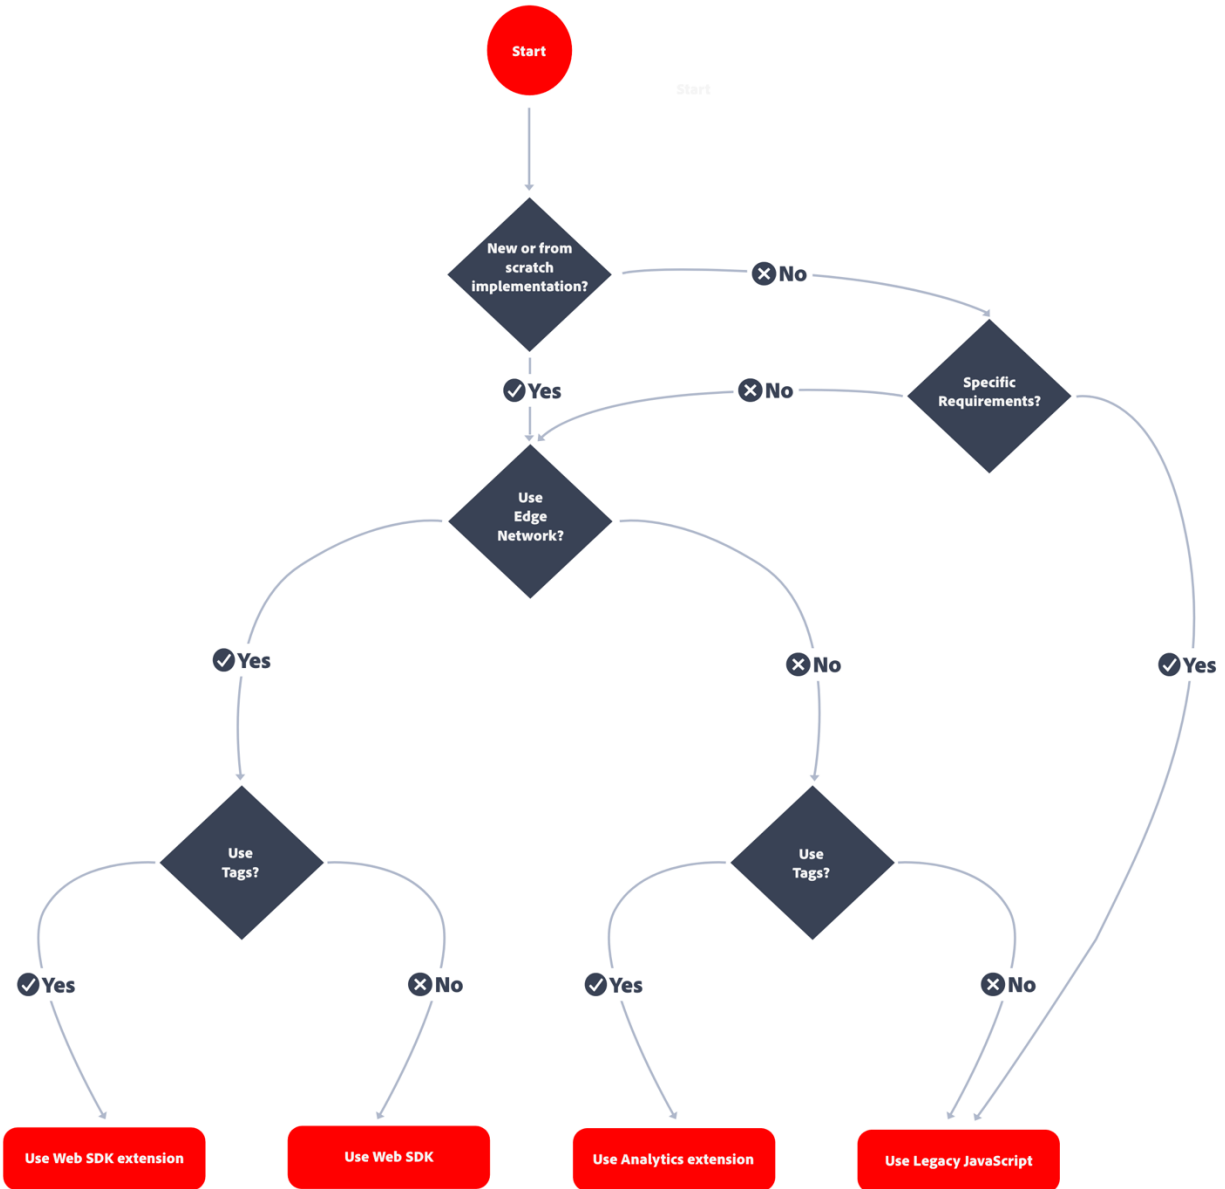 Start
Start
New or from
scratch
implementation?
No
Specific
Requirements?
Yes
No
Use
Edge
Network?
Yes
No
Yes
Use
Tags?
Use
Tags?
Yes
No
Yes
No
Use Web SDK extension
Use Web SDK
Use Analytics extension
Use Legacy JavaScript